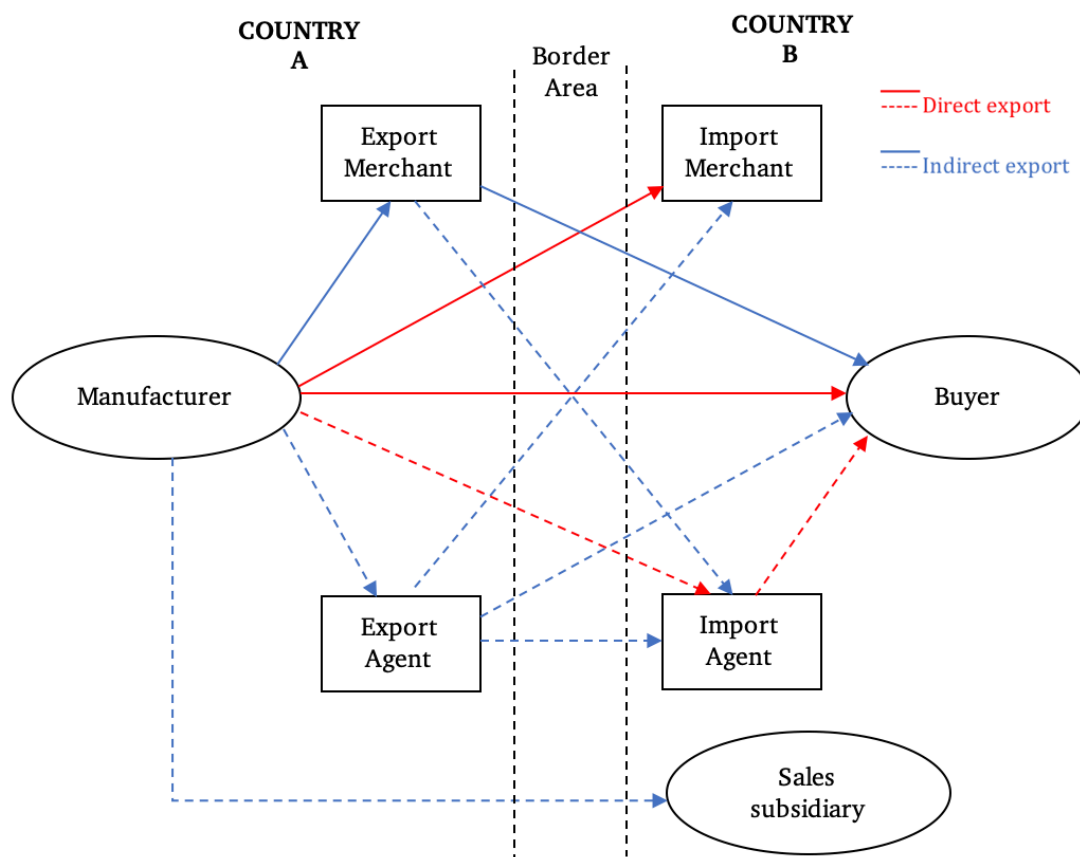 COUNTRY
A
Border
Area
COUNTRY
B
Direct export
Indirect export
Export
Merchant
Import
Merchant
Manufacturer
Buyer
Export
Agent
Import
Agent
Sales
subsidiary